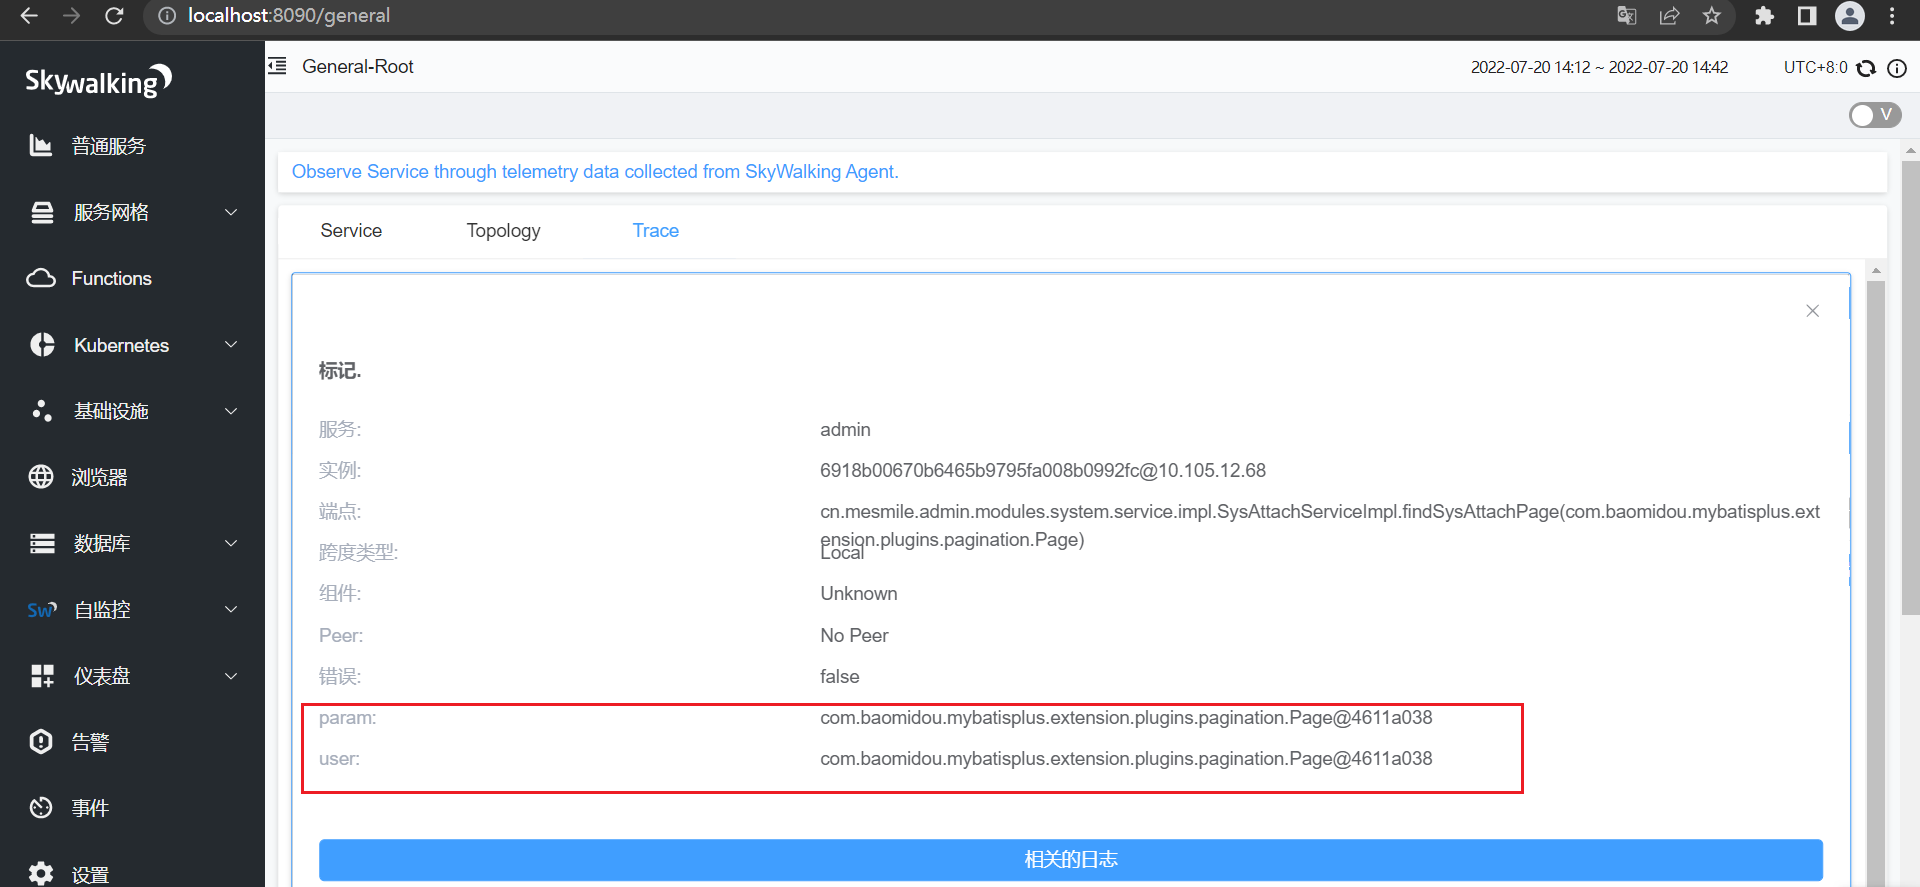 localhost:8090/general
Skywalking
General-Root
2022-07-20 14:12 ~ 2022-07-20 14:42
UTC+8:0
V
普通服务
服务网格
Functions
Kubernetes
基础设施
浏览器
数据库
Sw
自监控
仪表盘
告警
事件
设置
Observe Service through telemetry data collected from SkyWalking Agent.
Service
Topology
Trace
标记.
服务:
admin
实例:
6918b00670b6465b9795fa008b0992fc@10.105.12.68
端点:
cn.mesmile.admin.modules.system.service.impl.SysAttachServiceImpl.findSysAttachPage(com.baomidou.mybatisplus.ext
ension.plugins.pagination.Page)
跨度类型:
Local
组件:
Unknown
Peer:
No Peer
错误:
false
param:
com.baomidou.mybatisplus.extension.plugins.pagination.Page@4611a038
user:
com.baomidou.mybatisplus.extension.plugins.pagination.Page@4611a038
相关的日志